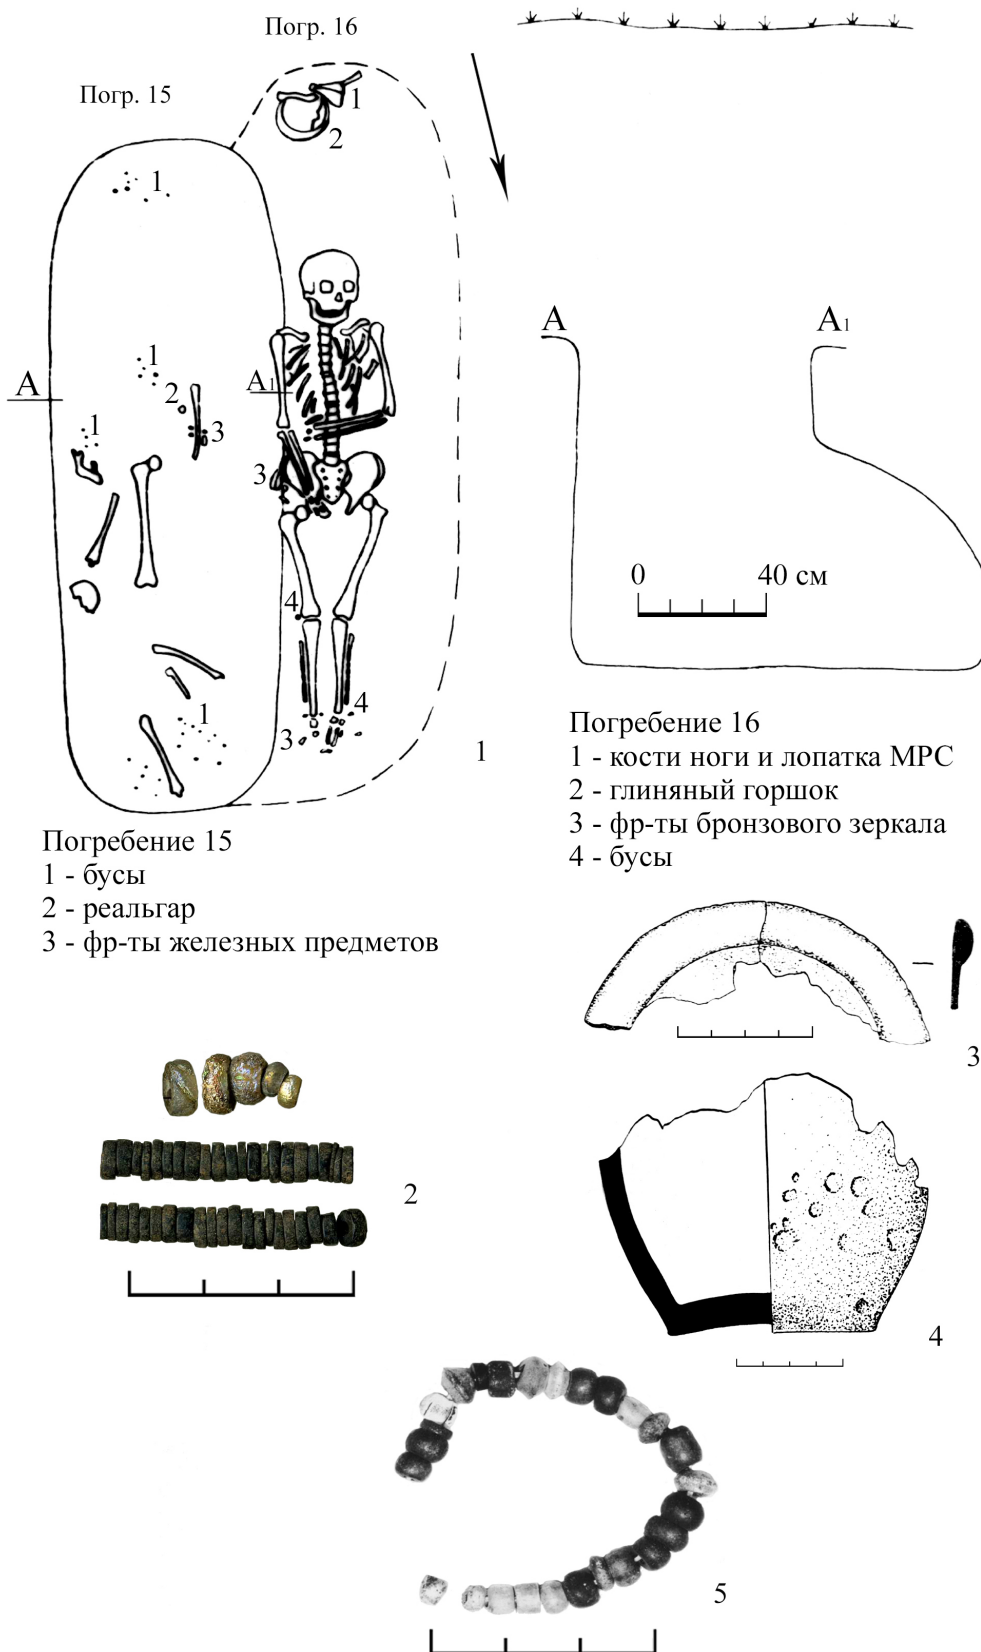 Погр. 16
Погр. 15
1
2
1
1
2
3
1
A
A1
3
4
1
4
3
1
A
A1
0 40 см
Погребение 15
1 - бусы
2 - реальгар
3 - фр-ты железных предметов
Погребение 16
1 - кости ноги и лопатка МРС
2 - глиняный горшок
3 - фр-ты бронзового зеркала
4 - бусы
3
2
4
5